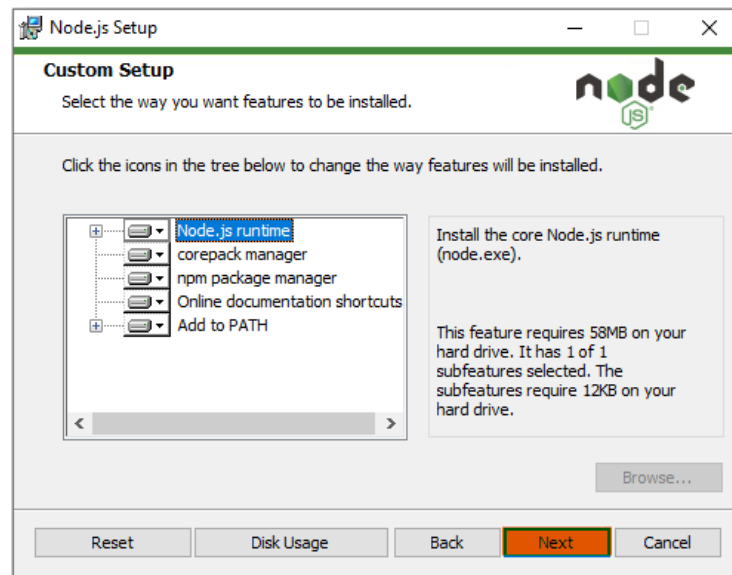 Node.js Setup
Custom Setup
Select the way you want features to be installed.
node
JS
Click the icons in the tree below to change the way features will be installed.
Node.js runtime
corepack manager
npm package manager
Online documentation shortcuts
Add to PATH
Install the core Node.js runtime
(node.exe).
This feature requires 58MB on your
hard drive. It has 1 of 1
subfeatures selected. The
subfeatures require 12KB on your
hard drive.
Browse...
Reset Disk Usage Back Next Cancel